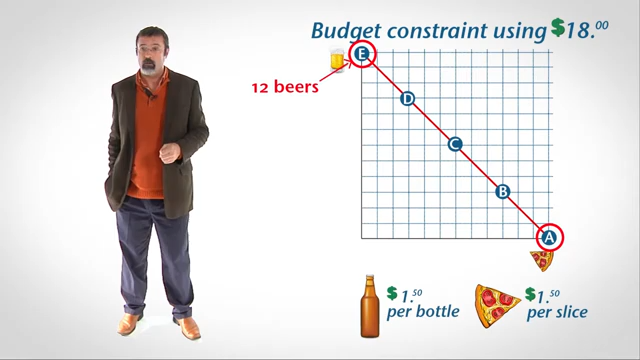 Budget constraint using $18.00
E
12 beers
D
C
B
A
$1.50
per bottle
$1.50
per slice